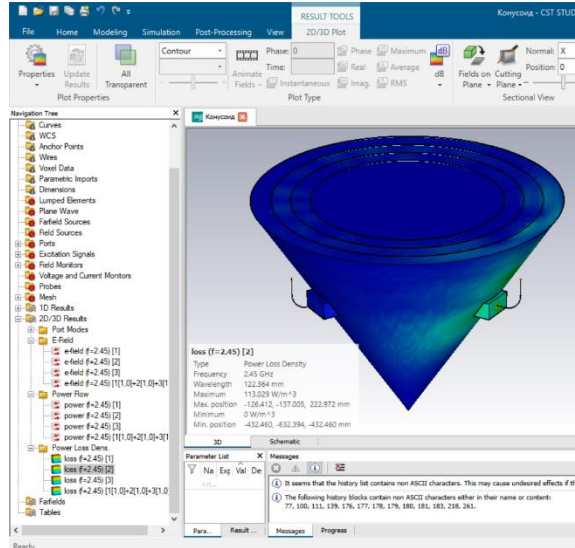 RESULT TOOLS
Конусоид - CST STUD
File Home Modeling Simulation Post-Processing View 2D/3D Plot
Contour
Phase: 0
Phase Maximum
Normal: X
Time:
Real Average
Position: 0
Properties
Update Results
All Transparent
Animate Fields
Instantaneous Imag. RMS
dB
dB
Fields on Plane
Cutting Plane
Plot Properties
Plot Type
Sectional View
Navigation Tree
Curves
WCS
Anchor Points
Wires
Voxel Data
Parametric Imports
Dimensions
Lumped Elements
Plane Wave
Farfield Sources
Field Sources
Ports
Excitation Signals
Field Monitors
Voltage and Current Monitors
Probes
Mesh
1D Results
2D/3D Results
Port Modes
E-Field
e-field (f=2.45) [1]
e-field (f=2.45) [2]
e-field (f=2.45) [3]
e-field (f=2.45) [1[1,0]+2[1.0]+3[1
Power Flow
power (f=2.45) [1]
power (f=2.45) [2]
power (f=2.45) [3]
power (f=2.45) [1[1,0]+2[1.0]+3[1
Power Loss Dens.
loss (f=2.45) [1]
loss (f=2.45) [2]
loss (f=2.45) [3]
loss (f=2.45) [1[1,0]+2[1.0]+3[1.0
Farfields
Tables
Конусоид
loss (f=2.45) [2]
Type Power Loss Density
Frequency 2.45 GHz
Wavelength 122.364 mm
Maximum 113.029 W/m^3
Max. position -126.412, -137.005, 222.972 mm
Minimum 0 W/m^3
Min. position -432.460, -632.394, -432.460 mm
3D Schematic
Parameter List
Na Exp Val De
Para... Result ...
Messages
It seems that the history list contains non ASCII characters. This may cause undesired effects if th
The following history blocks contain non ASCII characters either in their name or content:
77, 100, 111, 139, 176, 177, 178, 179, 180, 181, 183, 218, 261.
Messages Progress
Ready